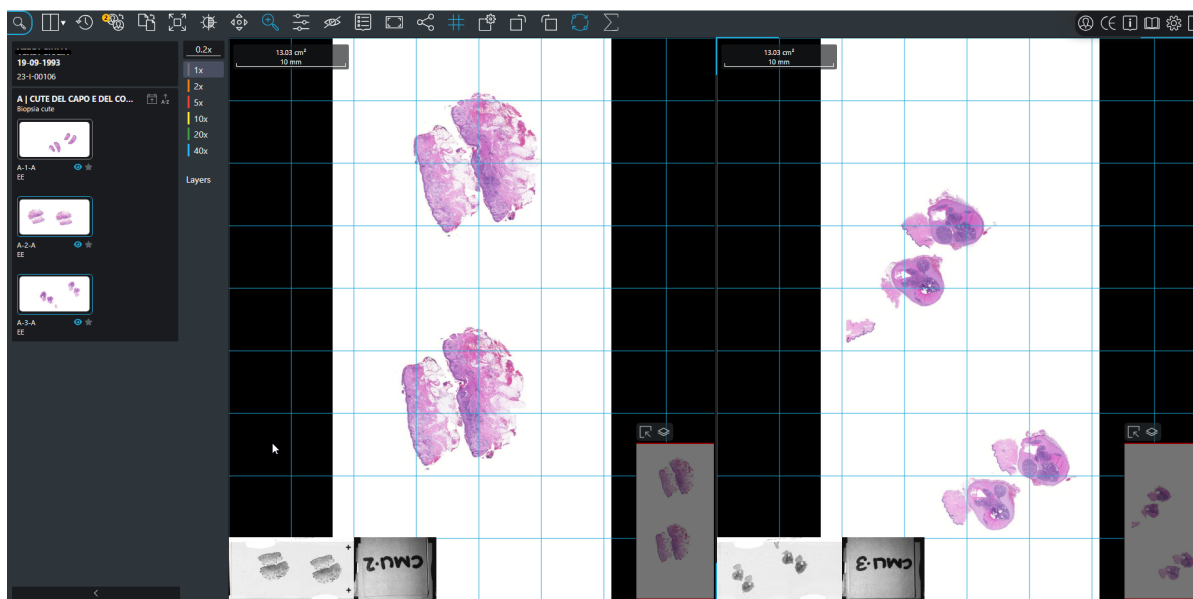 2
19-09-1993
23-I-00106
A | CUTE DEL CAPO E DEL CO...
A-Z
Biopsia cute
A-1-A
EE
A-2-A
EE
A-3-A
EE
0.2x
1x
2x
5x
10x
20x
40x
Layers
13.03 cm²
10 mm
CMU-2
13.03 cm²
10 mm
CMU-3